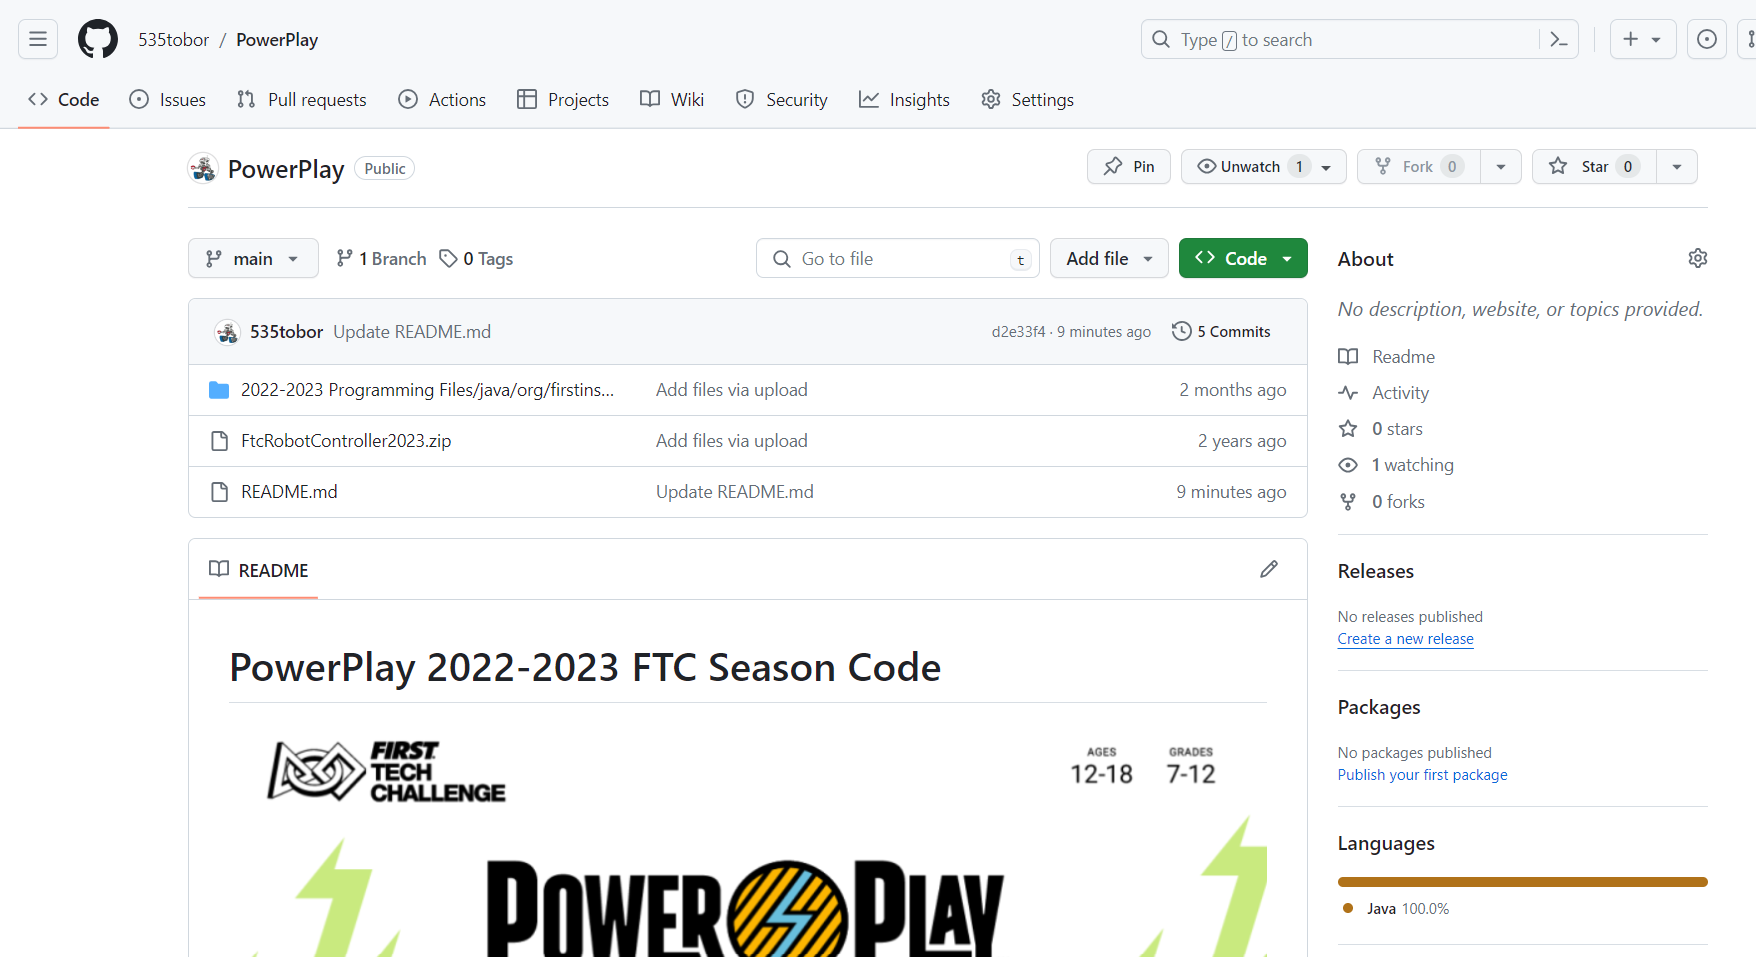 535tobor / PowerPlay
Type / to search
Code Issues Pull requests Actions Projects Wiki Security Insights Settings
PowerPlay Public
Pin Unwatch 1 Fork 0 Star 0
main 1 Branch 0 Tags Go to file t Add file Code
535tobor Update README.md d2e33f4 · 9 minutes ago 5 Commits
2022-2023 Programming Files/java/org/firstins... Add files via upload 2 months ago
FtcRobotController2023.zip Add files via upload 2 years ago
README.md Update README.md 9 minutes ago
README
PowerPlay 2022-2023 FTC Season Code
FIRST
TECH
CHALLENGE
AGES GRADES
12-18 7-12
POWER PLAY
About
No description, website, or topics provided.
Readme
Activity
0 stars
1 watching
0 forks
Releases
No releases published
Create a new release
Packages
No packages published
Publish your first package
Languages
Java 100.0%